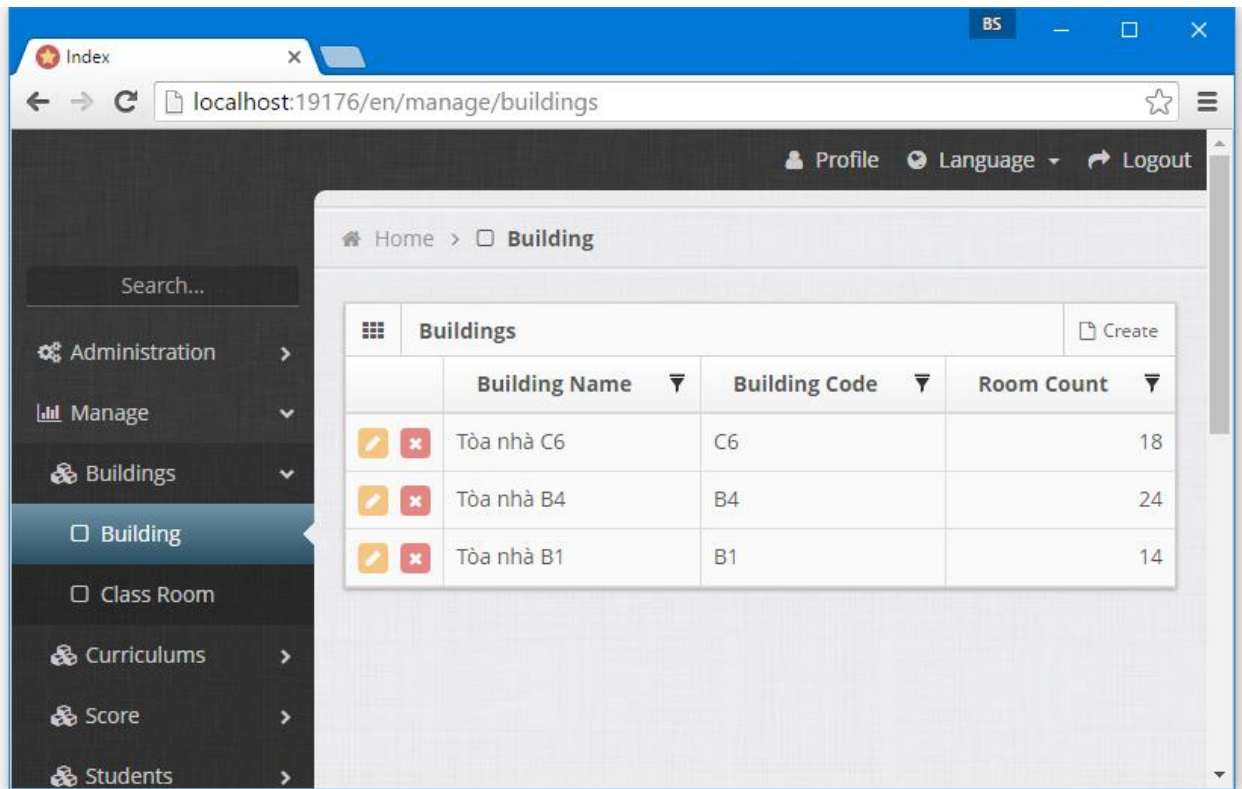 BS
Index
localhost:19176/en/manage/buildings
Profile Language Logout
Home > Building
Search...
Administration
Manage
Buildings
Building
Class Room
Curriculums
Score
Students
Buildings Create
Building Name Building Code Room Count
Tòa nhà C6 C6 18
Tòa nhà B4 B4 24
Tòa nhà B1 B1 14